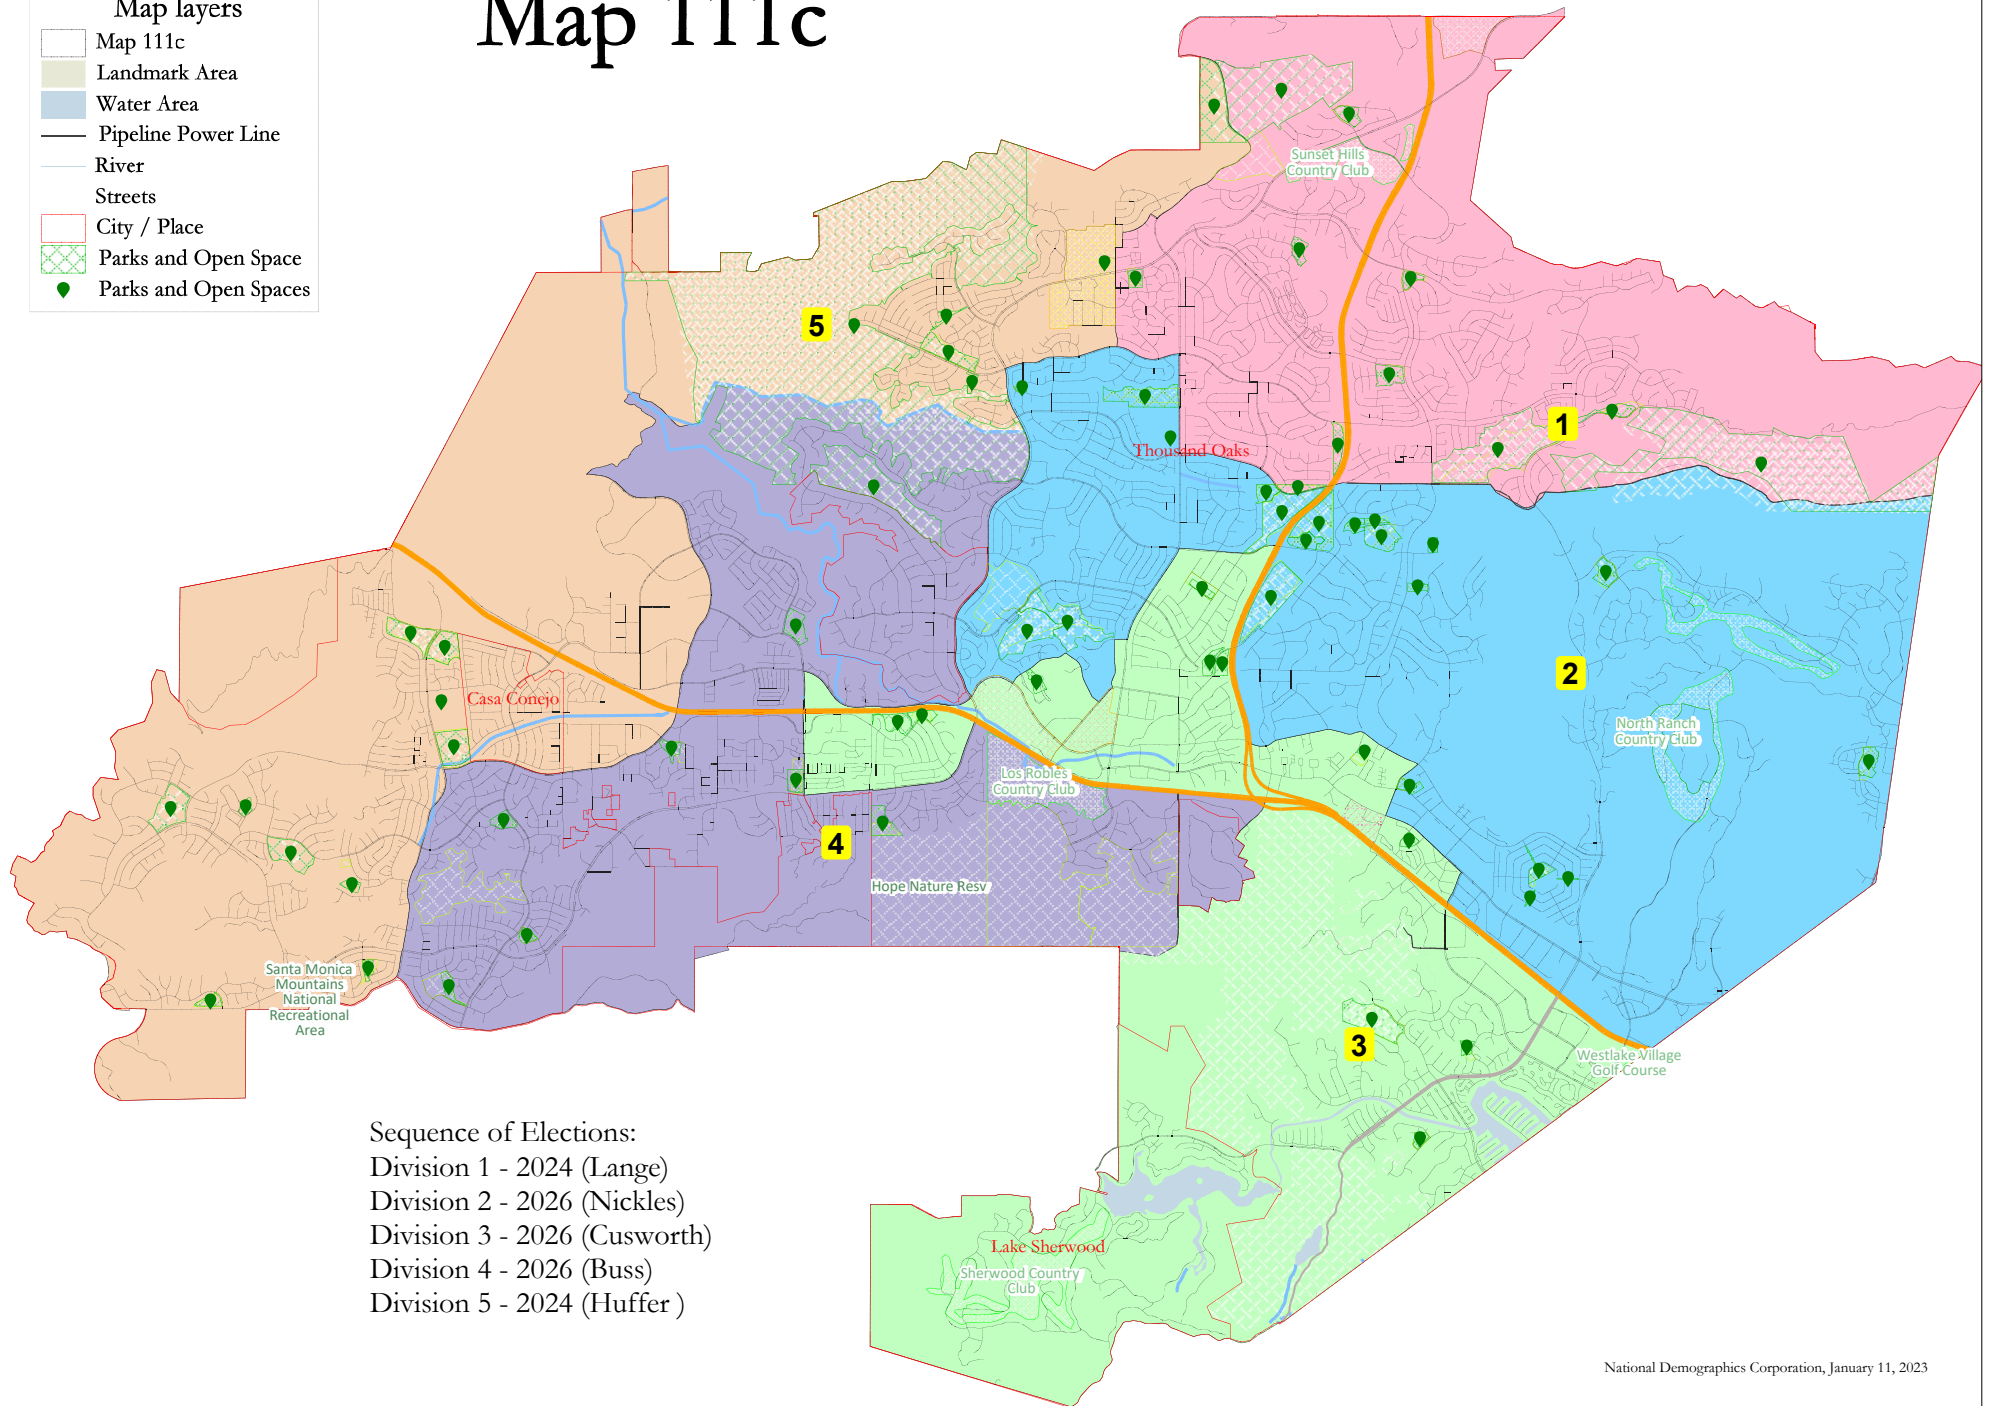 Map layers
Map 111c
Landmark Area
Water Area
Pipeline Power Line
River
Streets
City / Place
Parks and Open Space
Parks and Open Spaces
Map 111c
Sunset Hills
Country Club
5
1
Thousand Oaks
2
Casa Conejo
North Ranch
Country Club
Los Robles
Country Club
4
Hope Nature Resv
Santa Monica
Mountains
National
Recreational
Area
3
Westlake Village
Golf Course
Lake Sherwood
Sherwood Country
Club
Sequence of Elections:
Division 1 - 2024 (Lange)
Division 2 - 2026 (Nickles)
Division 3 - 2026 (Cusworth)
Division 4 - 2026 (Buss)
Division 5 - 2024 (Huffer )
National Demographics Corporation, January 11, 2023